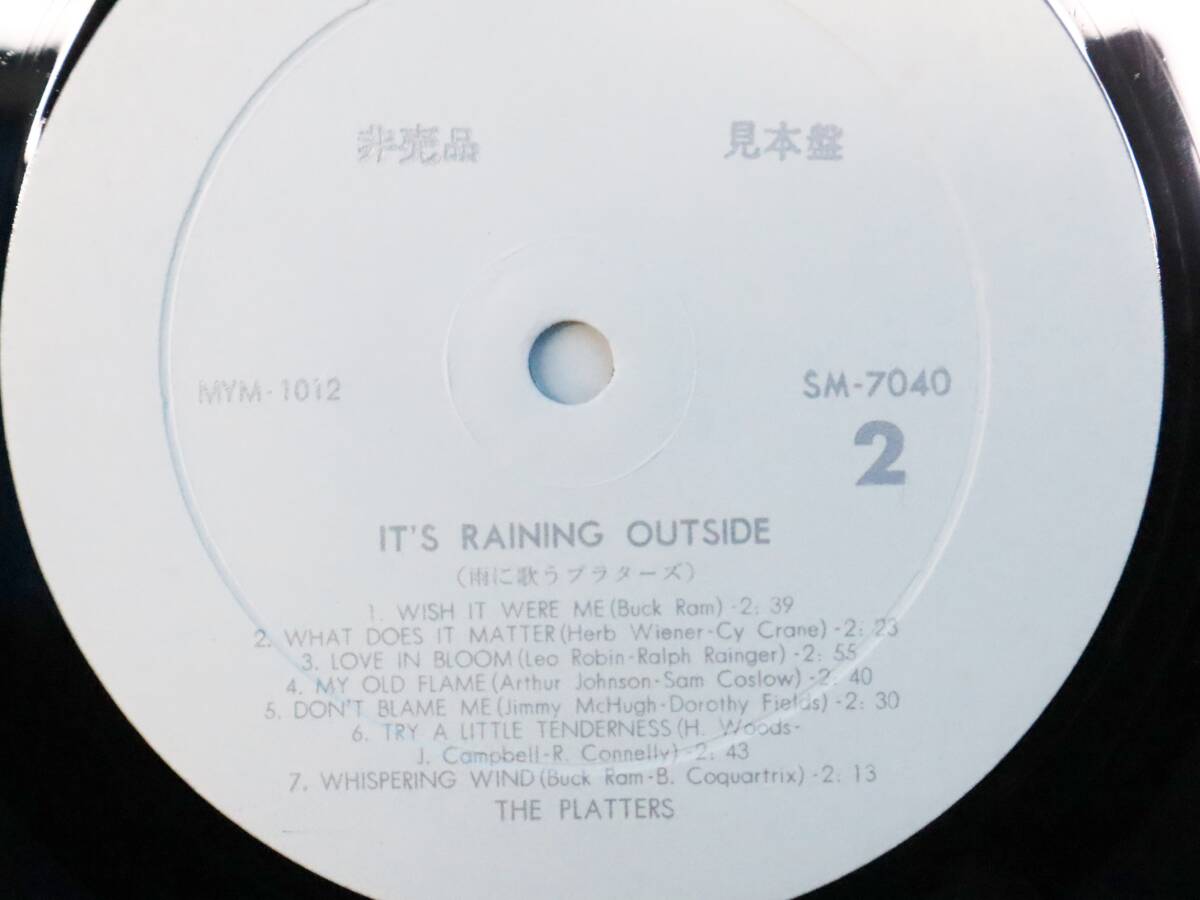 非売品 見本盤
MYM-1012 SM-7040
2
IT'S RAINING OUTSIDE
(雨に歌うプラターズ)
1. WISH IT WERE ME (Buck Ram) -2: 39
2. WHAT DOES IT MATTER (Herb Wiener-Cy Crane) -2: 23
3. LOVE IN BLOOM (Leo Robin-Ralph Rainger) -2: 55
4. MY OLD FLAME (Arthur Johnson-Sam Coslow) -2: 40
5. DON'T BLAME ME (Jimmy McHugh-Dorothy Fields) -2: 30
6. TRY A LITTLE TENDERNESS (H. Woods-
J. Campbell-R. Connelly) -2: 43
7. WHISPERING WIND (Buck Ram-B. Coquartrix) -2: 13
THE PLATTERS